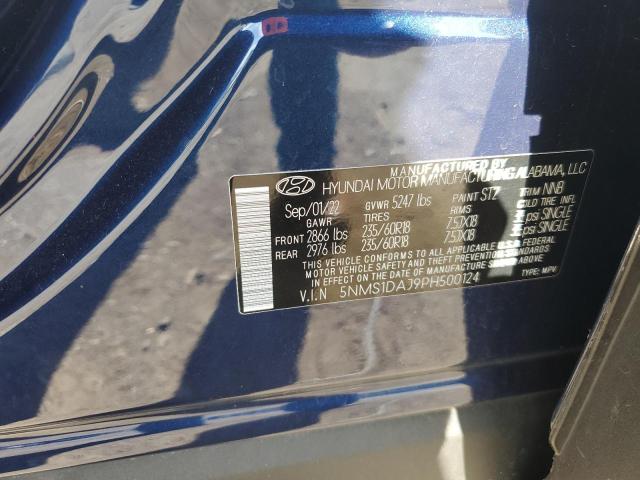 MANUFACTURED BY
HYUNDAI MOTOR MANUFACTURING ALABAMA, LLC
Sep/01/22 GVWR 5247 lbs PAINT ST2 TRIM NNB
GAWR TIRES RIMS COLD TIRE INFL
FRONT 2866 lbs 235/60R18 7.5JX18 psi SINGLE
REAR 2976 lbs 235/60R18 7.5JX18 psi SINGLE
THIS VEHICLE CONFORMS TO ALL APPLICABLE U.S. FEDERAL
MOTOR VEHICLE SAFETY AND THEFT PREVENTION STANDARDS
IN EFFECT ON THE DATE OF MANUFACTURE SHOWN ABOVE.
V.I.N 5NMS1DAJ9PH500124 TYPE: MPV